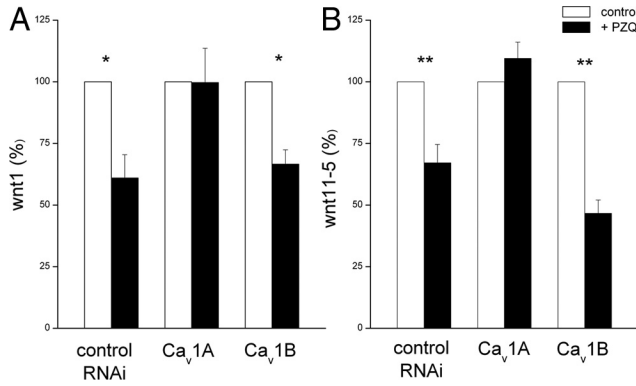 A
B
control
+ PZQ
125
100
75
50
25
0
wnt1 (%)
*
*
control
RNAi
Cav1A
Cav1B
125
100
75
50
25
0
wnt11-5 (%)
**
**
control
RNAi
Cav1A
Cav1B